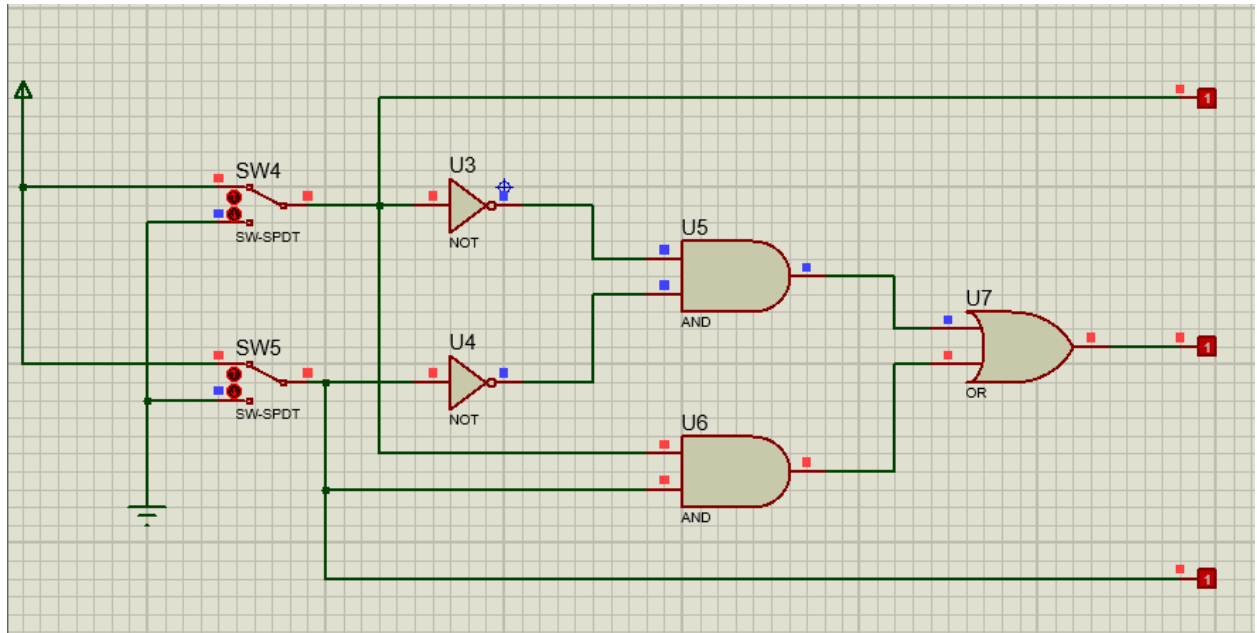 1
SW4
SW-SPDT
U3
NOT
U5
AND
U7
OR
1
SW5
SW-SPDT
U4
NOT
U6
AND
1